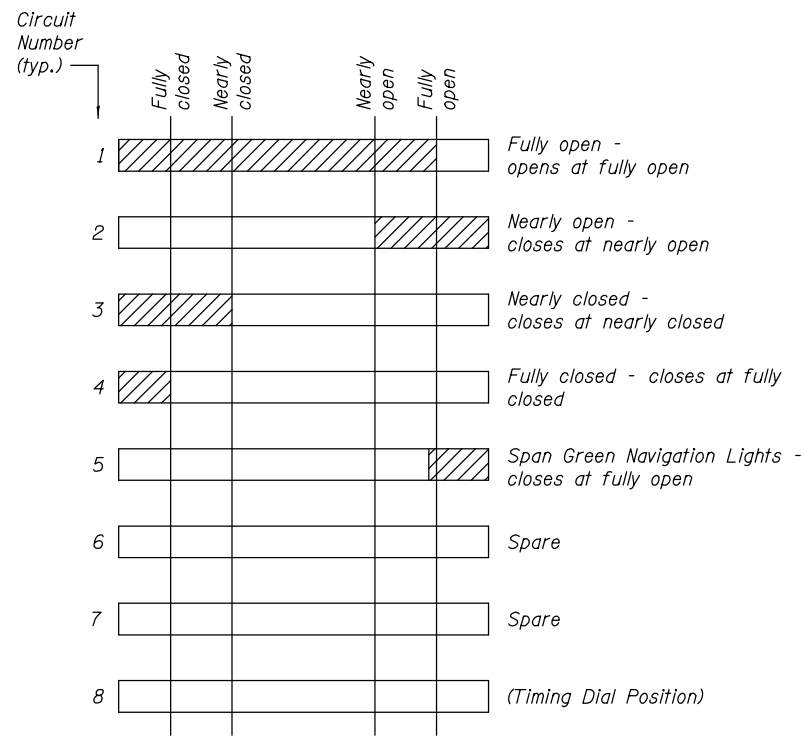 Circuit
Number
(typ.)
Fully
closed
Nearly
closed
Nearly
open
Fully
open
1
Fully open -
opens at fully open
2
Nearly open -
closes at nearly open
3
Nearly closed -
closes at nearly closed
4
Fully closed - closes at fully
closed
5
Span Green Navigation Lights -
closes at fully open
6
Spare
7
Spare
8
(Timing Dial Position)